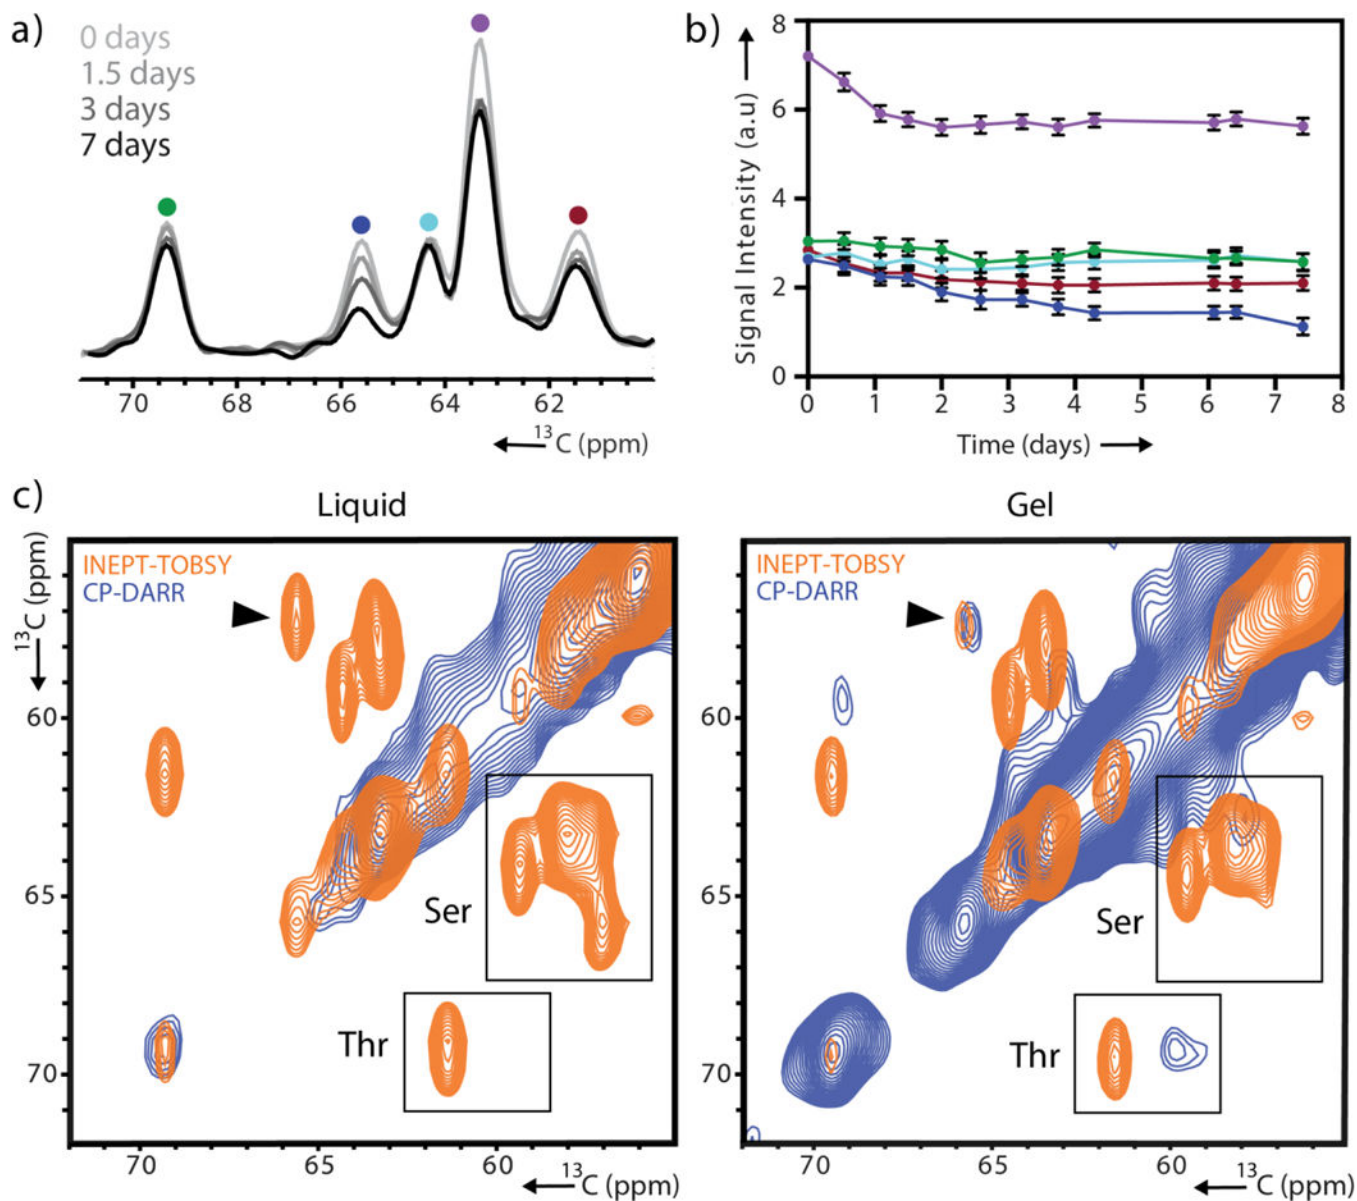 a)
0 days
1.5 days
3 days
7 days
70 68 66 64 62
¹³C (ppm)
b)
Signal Intensity (a.u)
8
6
4
2
0
0 1 2 3 4 5 6 7 8
Time (days)
c)
Liquid
INEPT-TOBSY
CP-DARR
¹³C (ppm)
60
65
70
Ser
Thr
70 65 60 ¹³C (ppm)
Gel
INEPT-TOBSY
CP-DARR
Ser
Thr
70 65 60 ¹³C (ppm)